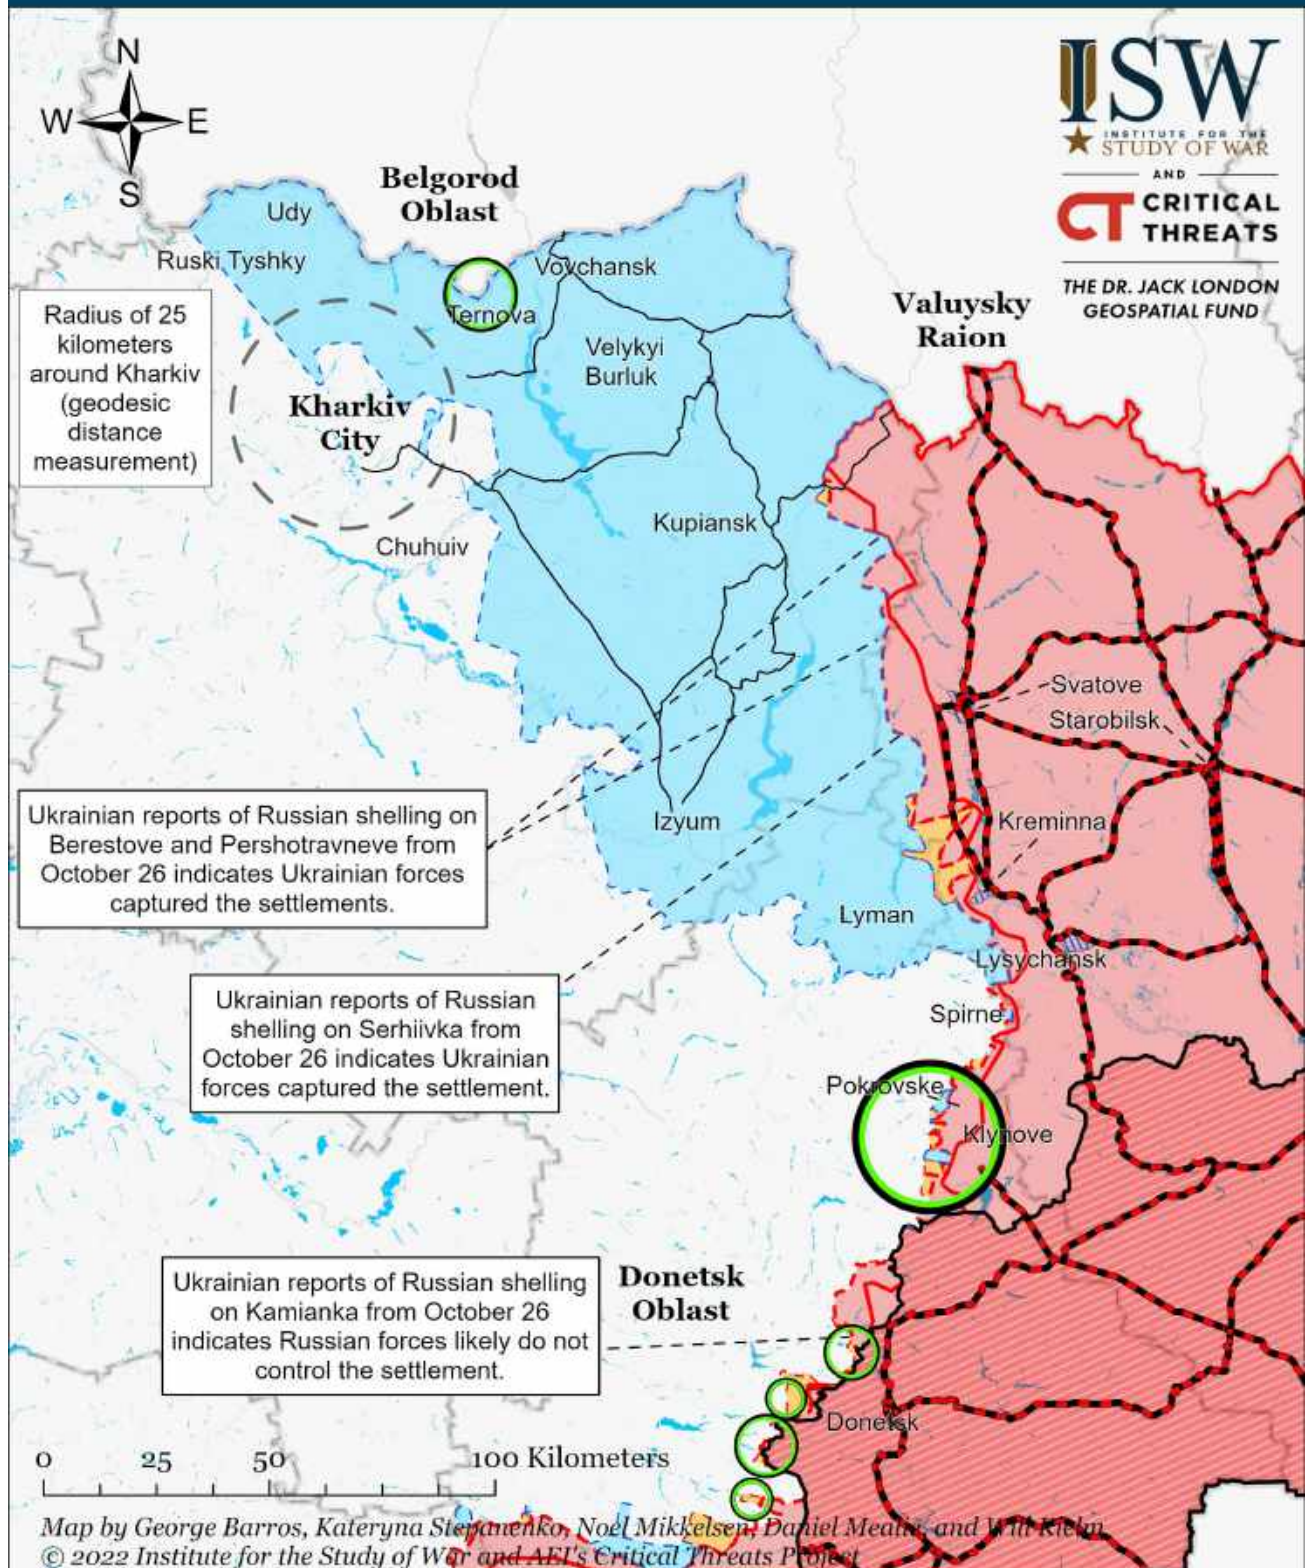 N
W E
S
ISW
INSTITUTE FOR THE
STUDY OF WAR
AND
CT CRITICAL
THREATS
THE DR. JACK LONDON
GEOSPATIAL FUND
Belgorod
Oblast
Udy
Ruski Tyshky
Vovchansk
Ternova
Valuysky
Raion
Radius of 25
kilometers
around Kharkiv
(geodesic
distance
measurement)
Velykyi
Burluk
Kharkiv
City
Kupiansk
Chuhuiv
Svatove
Starobilsk
Ukrainian reports of Russian shelling on
Berestove and Pershotravneve from
October 26 indicates Ukrainian forces
captured the settlements.
Izyum
Kreminna
Lyman
Lysychansk
Ukrainian reports of Russian
shelling on Serhiivka from
October 26 indicates Ukrainian
forces captured the settlement.
Spirne
Pokrovske
Klynove
Ukrainian reports of Russian shelling
on Kamianka from October 26
indicates Russian forces likely do not
control the settlement.
Donetsk
Oblast
Donetsk
0 25 50 100 Kilometers
Map by George Barros, Kateryna Stepanenko, Noel Mikkelsen, Daniel Mealie, and Will Kielm
© 2022 Institute for the Study of War and AEI's Critical Threats Project